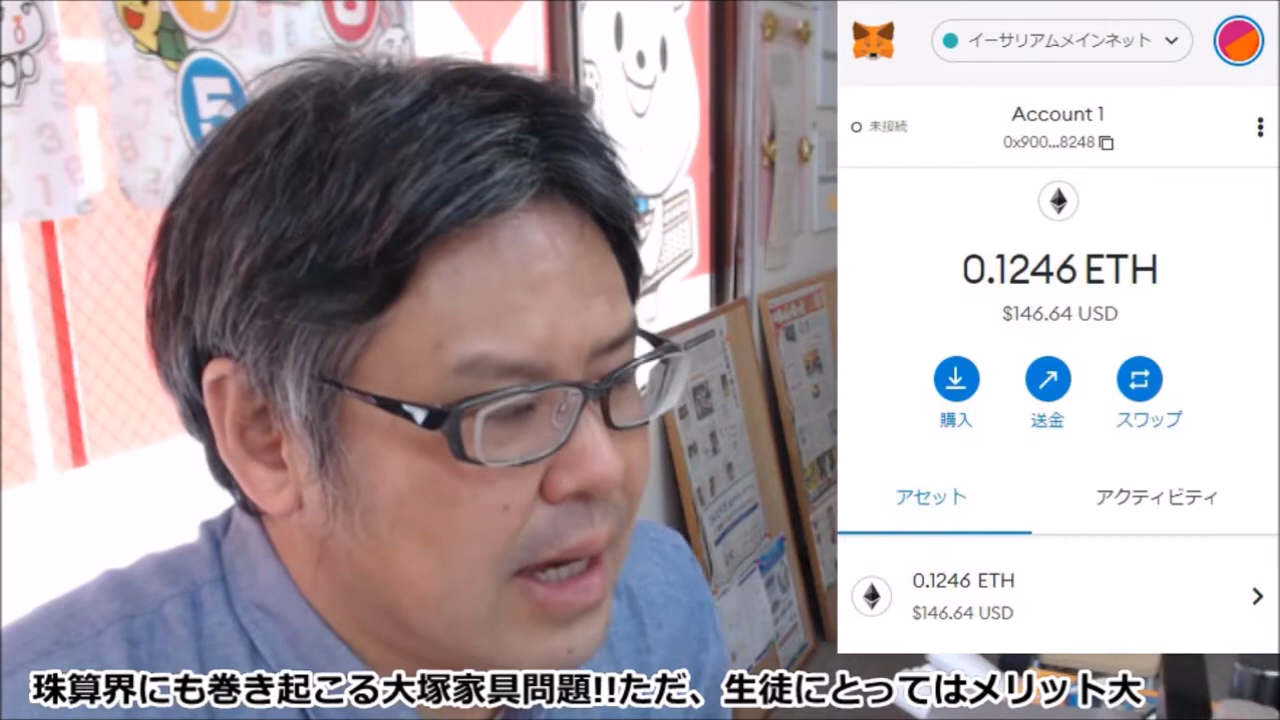 5
イーサリアムメインネット
未接続
Account 1
0x900...8248
0.1246 ETH
$146.64 USD
購入
送金
スワップ
アセット
アクティビティ
0.1246 ETH
$146.64 USD
珠算界にも巻き起こる大塚家具問題!!ただ、生徒にとってはメリット大